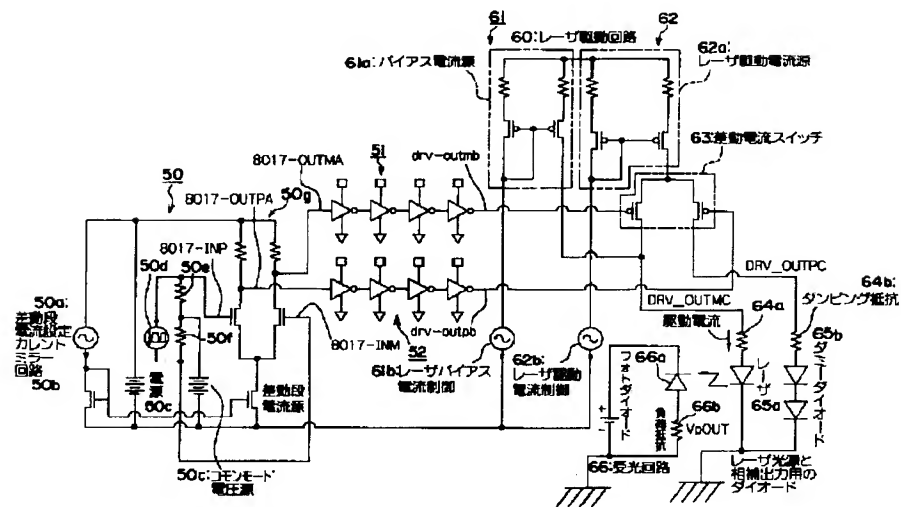 61
60:レーザ駆動回路
62
61a:バイアス電流源
62a:
レーザ駆動電流源
63:差動電流スイッチ
8017-OUTMA
51
drv-outmb
50
8017-OUTPA
50g
8017-INP
50d
50e
50a:
差動段
電流設定
カレント
ミラー
回路
50b
50f
電源
50c
差動段
電流源
8017-INM
52
drv-outpb
61b:レーザバイアス
電流制御
62b:レーザ駆動
電流制御
50c:コモンモード
電圧源
DRV_OUTPC
DRV_OUTMC
駆動電流
64a
64b:
ダンピング抵抗
65b
ダミーダイオード
レーザ
65a
66a
フォトダイオード
66b
負荷抵抗
VpOUT
66:受光回路
レーザ光源と
相補出力用の
ダイオード